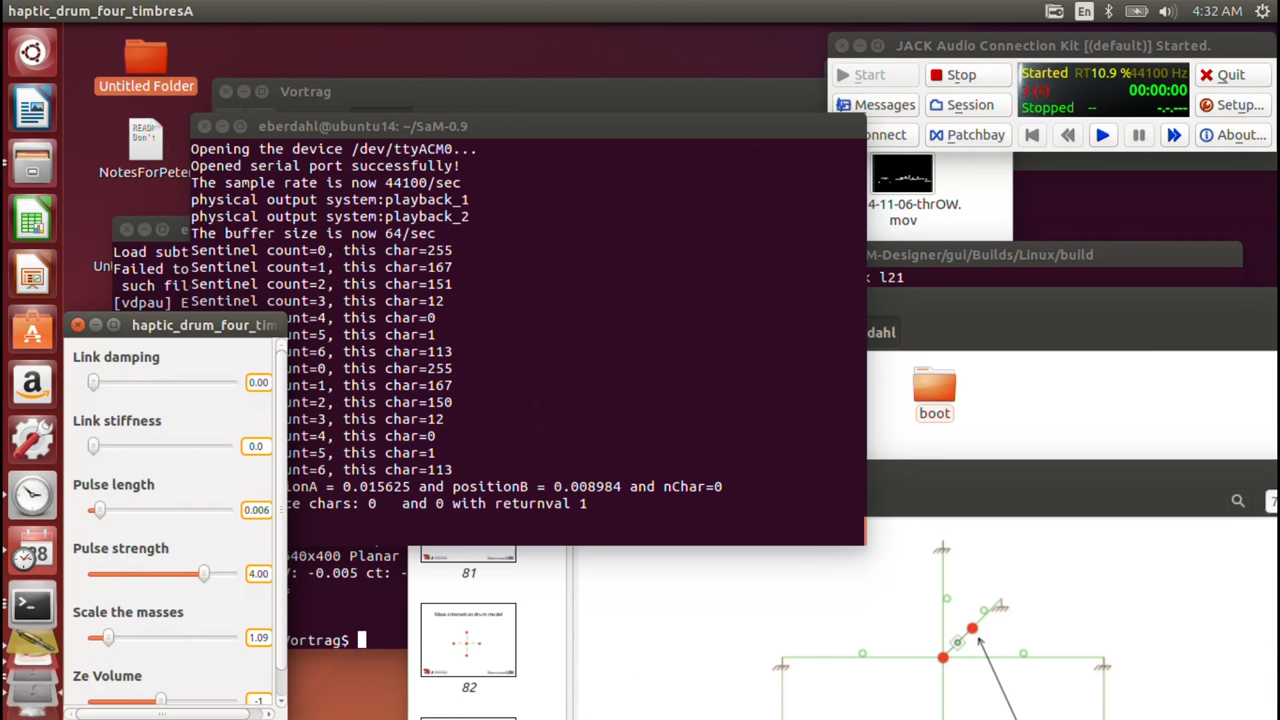 haptic_drum_four_timbresA
En
4:32 AM
Untitled Folder
NotesForPete
Vortrag
JACK Audio Connection Kit [(default)] Started.
Start
Stop
Started RT 10.9 % 44100 Hz
00:00:00
Stopped -- -.-.---
Quit
Messages
Session
Setup...
onnect
Patchbay
About...
eberdahl@ubuntu14: ~/SaM-0.9
Opening the device /dev/ttyACM0...
Opened serial port successfully!
The sample rate is now 44100/sec
physical output system:playback_1
physical output system:playback_2
The buffer size is now 64/sec
Sentinel count=0, this char=255
Sentinel count=1, this char=167
Sentinel count=2, this char=151
Sentinel count=3, this char=12
unt=4, this char=0
unt=5, this char=1
unt=6, this char=113
unt=0, this char=255
unt=1, this char=167
unt=2, this char=150
unt=3, this char=12
unt=4, this char=0
unt=5, this char=1
unt=6, this char=113
ionA = 0.015625 and positionB = 0.008984 and nChar=0
ce chars: 0 and 0 with returnval 1
4-11-06-thrOW.
mov
M-Designer/gui/Builds/Linux/build
k l21
dahl
boot
Load subt
Failed to
such fil
[vdpau] E
haptic_drum_four_tim
Link damping
0.00
Link stiffness
0.0
Pulse length
0.006
Pulse strength
4.00
Scale the masses
1.09
Ze Volume
-1
640x400 Planar
: -0.005 ct: -
Vortrag$
81
Mass interaction drum model
82
7